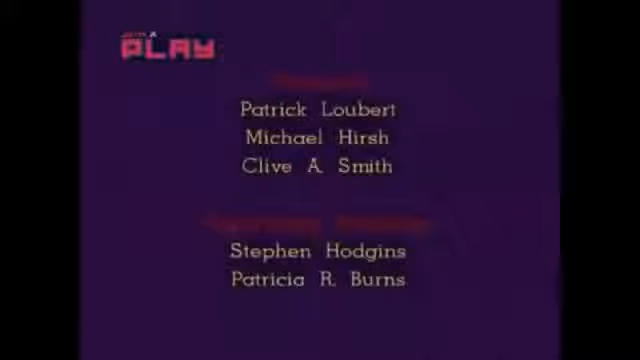 PLAY
Patrick Loubert
Michael Hirsh
Clive A. Smith
Stephen Hodgins
Patricia R. Burns